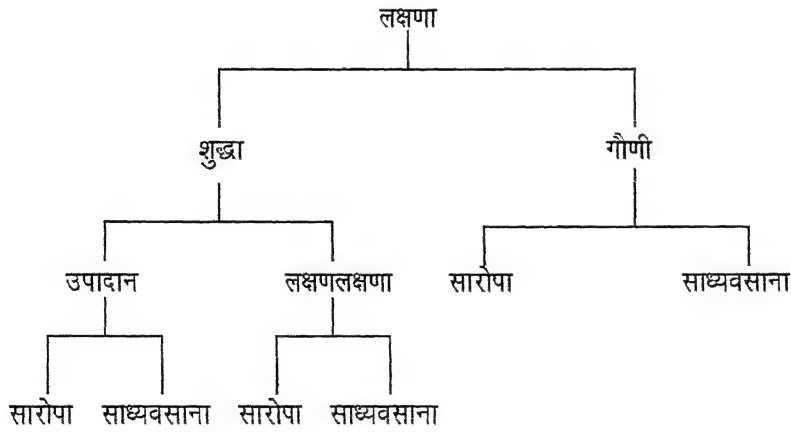 लक्षणा
शुद्धा गौणी
उपादान लक्षणलक्षणा सारोपा साध्यवसाना
सारोपा साध्यवसाना सारोपा साध्यवसाना